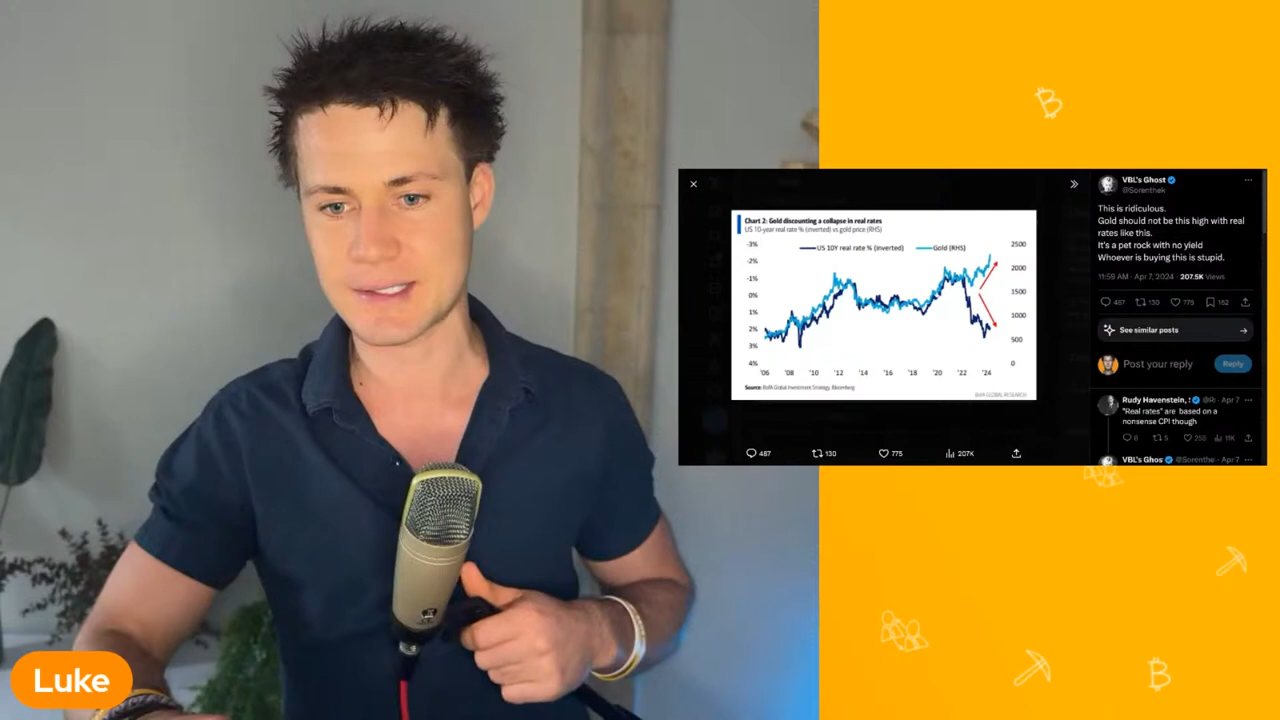 Luke
Chart 2: Gold discounting a collapse in real rates
US 10-year real rate % (inverted) vs gold price (RHS)
US 10Y real rate % (inverted)
Gold (RHS)
-3%
-2%
-1%
0%
1%
2%
3%
4%
2500
2000
1500
1000
500
0
'06 '08 '10 '12 '14 '16 '18 '20 '22 '24
Source: BofA Global Investment Strategy, Bloomberg
BofA GLOBAL RESEARCH
487 130 775 207K
VBL's Ghost
@Sorenthek
This is ridiculous.
Gold should not be this high with real
rates like this.
It's a pet rock with no yield
Whoever is buying this is stupid.
11:59 AM · Apr 7, 2024 · 207.5K Views
487 130 775 162
See similar posts
Post your reply
Reply
Rudy Havenstein, · Apr 7
"Real rates" are based on a
nonsense CPI though
5 11K
VBL's Ghos @Sorenthe · Apr 7